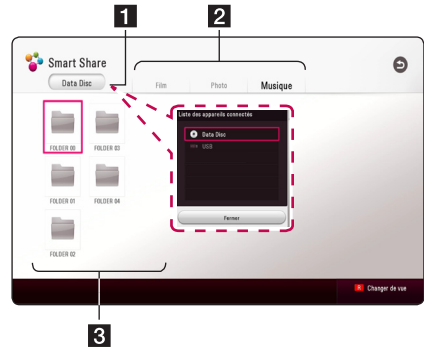 1
2
Smart Share
Data Disc
Film Photo Musique
Liste des appareils connectés
Data Disc
USB
Fermer
FOLDER 00 FOLDER 03
FOLDER 01 FOLDER 04
FOLDER 02
R Changer de vue
3